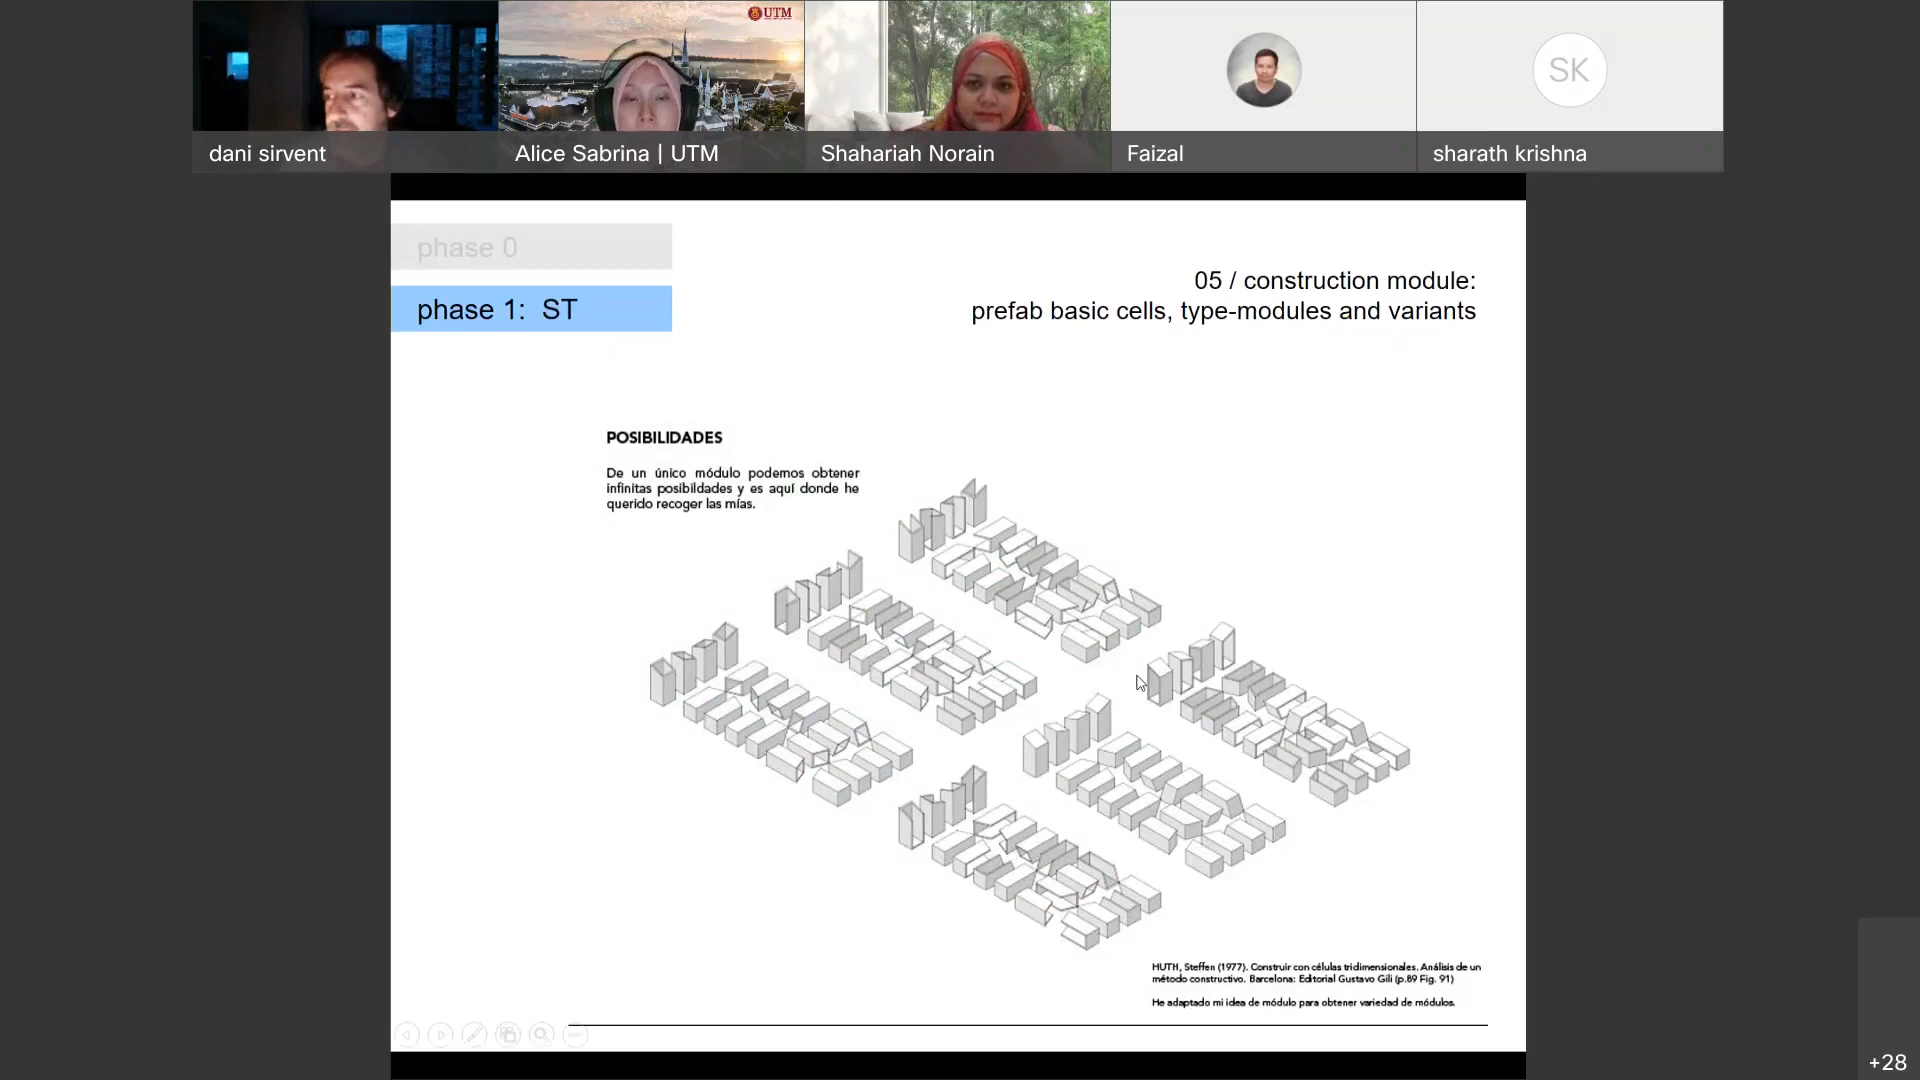 UTM
dani sirvent
Alice Sabrina | UTM
Shahariah Norain
Faizal
SK
sharath krishna
phase 0
phase 1: ST
05 / construction module:
prefab basic cells, type-modules and variants
POSIBILIDADES
De un único módulo podemos obtener
infinitas posibildades y es aquí donde he
querido recoger las mías.
HUTH, Steffen (1977). Construir con células tridimensionales. Análisis de un
método constructivo. Barcelona: Editorial Gustavo Gili (p.89 Fig. 91)
He adaptado mi idea de módulo para obtener variedad de módulos.
+28